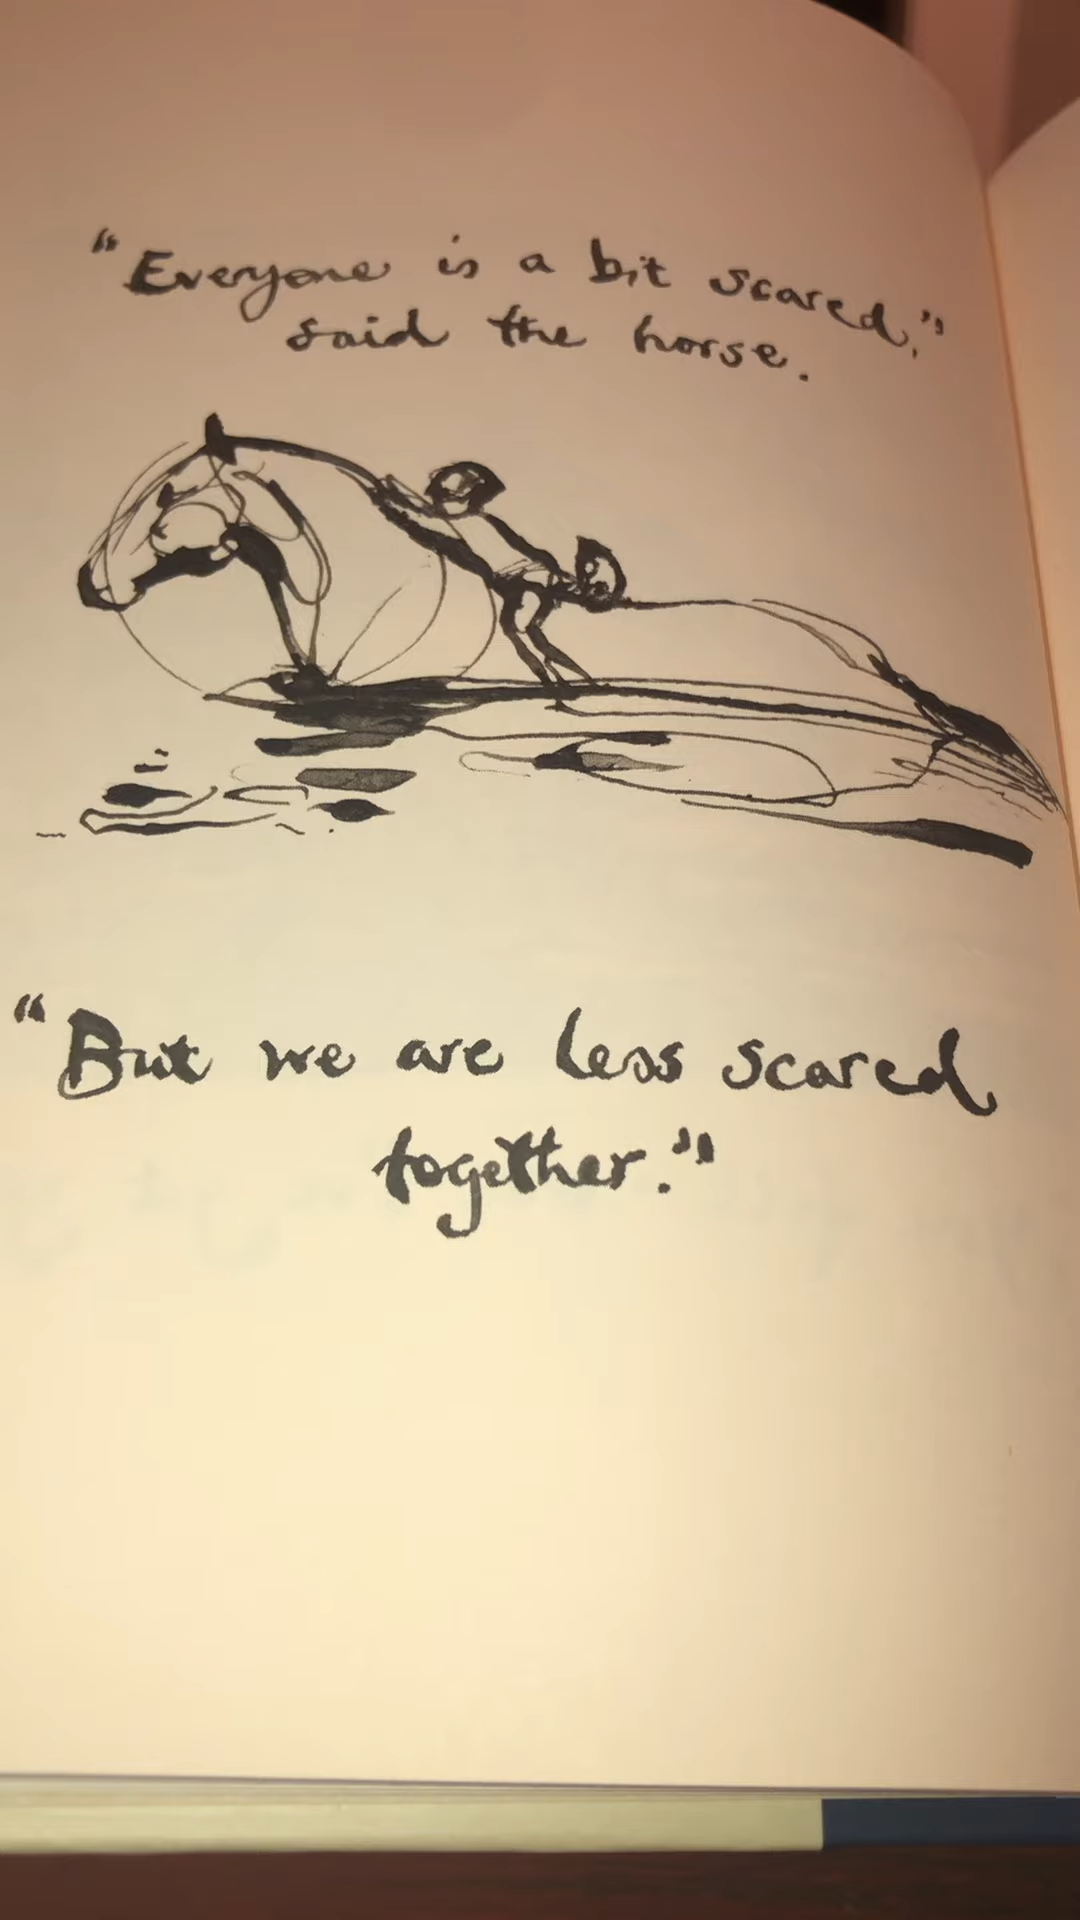 "Everyone is a bit scared,"
said the horse.
"But we are less scared
together."